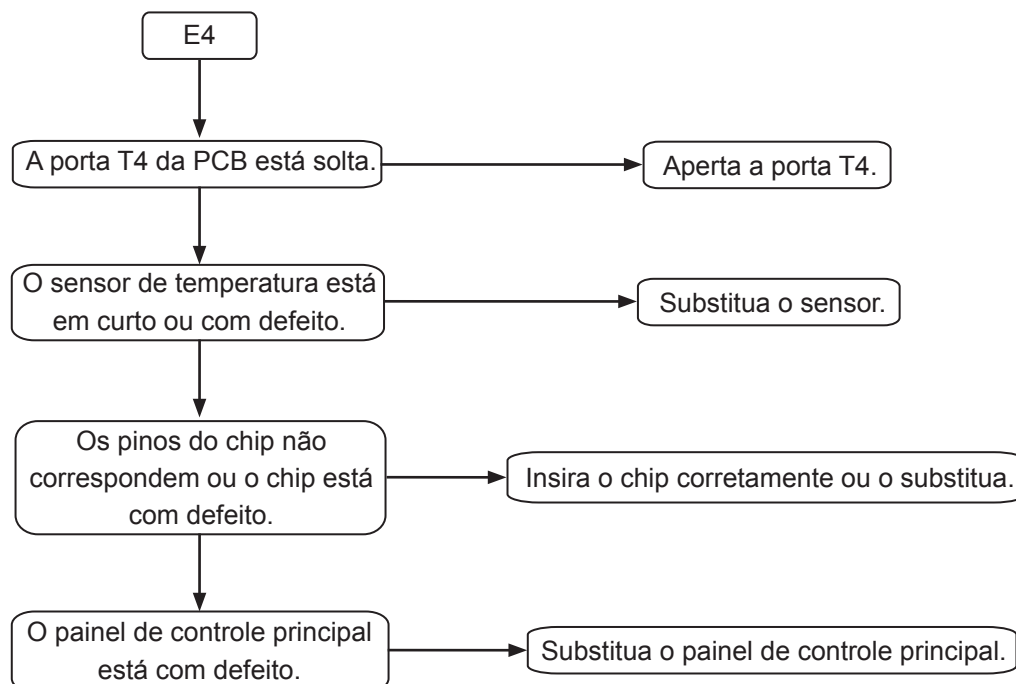 E4
A porta T4 da PCB está solta.
Aperta a porta T4.
O sensor de temperatura está
em curto ou com defeito.
Substitua o sensor.
Os pinos do chip não
correspondem ou o chip está
com defeito.
Insira o chip corretamente ou o substitua.
O painel de controle principal
está com defeito.
Substitua o painel de controle principal.